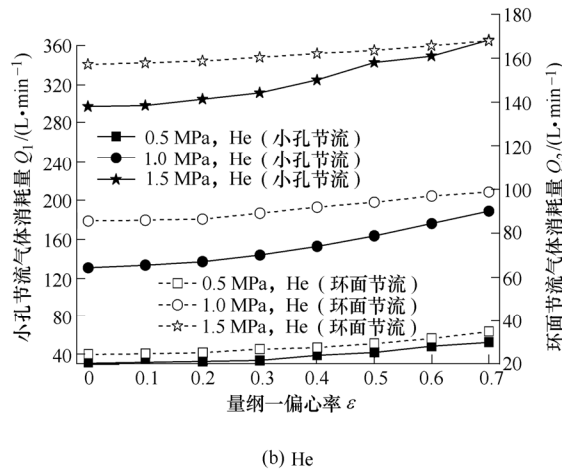 小孔节流气体消耗量 Q₁/(L•min⁻¹)
360
320
280
240
200
160
120
80
40
180
160
140
120
100
80
60
40
20
0.5 MPa，He（小孔节流）
1.0 MPa，He（小孔节流）
1.5 MPa，He（小孔节流）
0.5 MPa，He（环面节流）
1.0 MPa，He（环面节流）
1.5 MPa，He（环面节流）
0 0.1 0.2 0.3 0.4 0.5 0.6 0.7
量纲一偏心率 ε
环面节流气体消耗量 Q₂/(L•min⁻¹)
(b) He